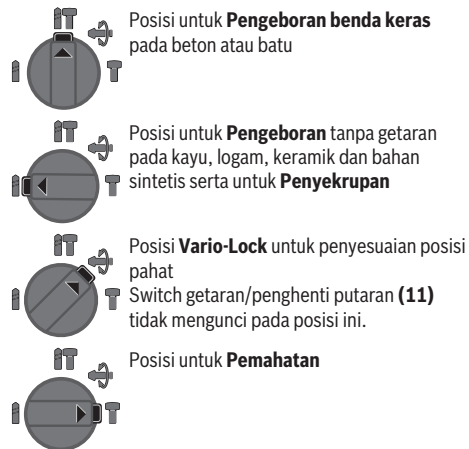 Posisi untuk Pengeboran benda keras
pada beton atau batu
Posisi untuk Pengeboran tanpa getaran
pada kayu, logam, keramik dan bahan
sintetis serta untuk Penyekrupan
Posisi Vario-Lock untuk penyesuaian posisi
pahat
Switch getaran/penghenti putaran (11)
tidak mengunci pada posisi ini.
Posisi untuk Pemahatan